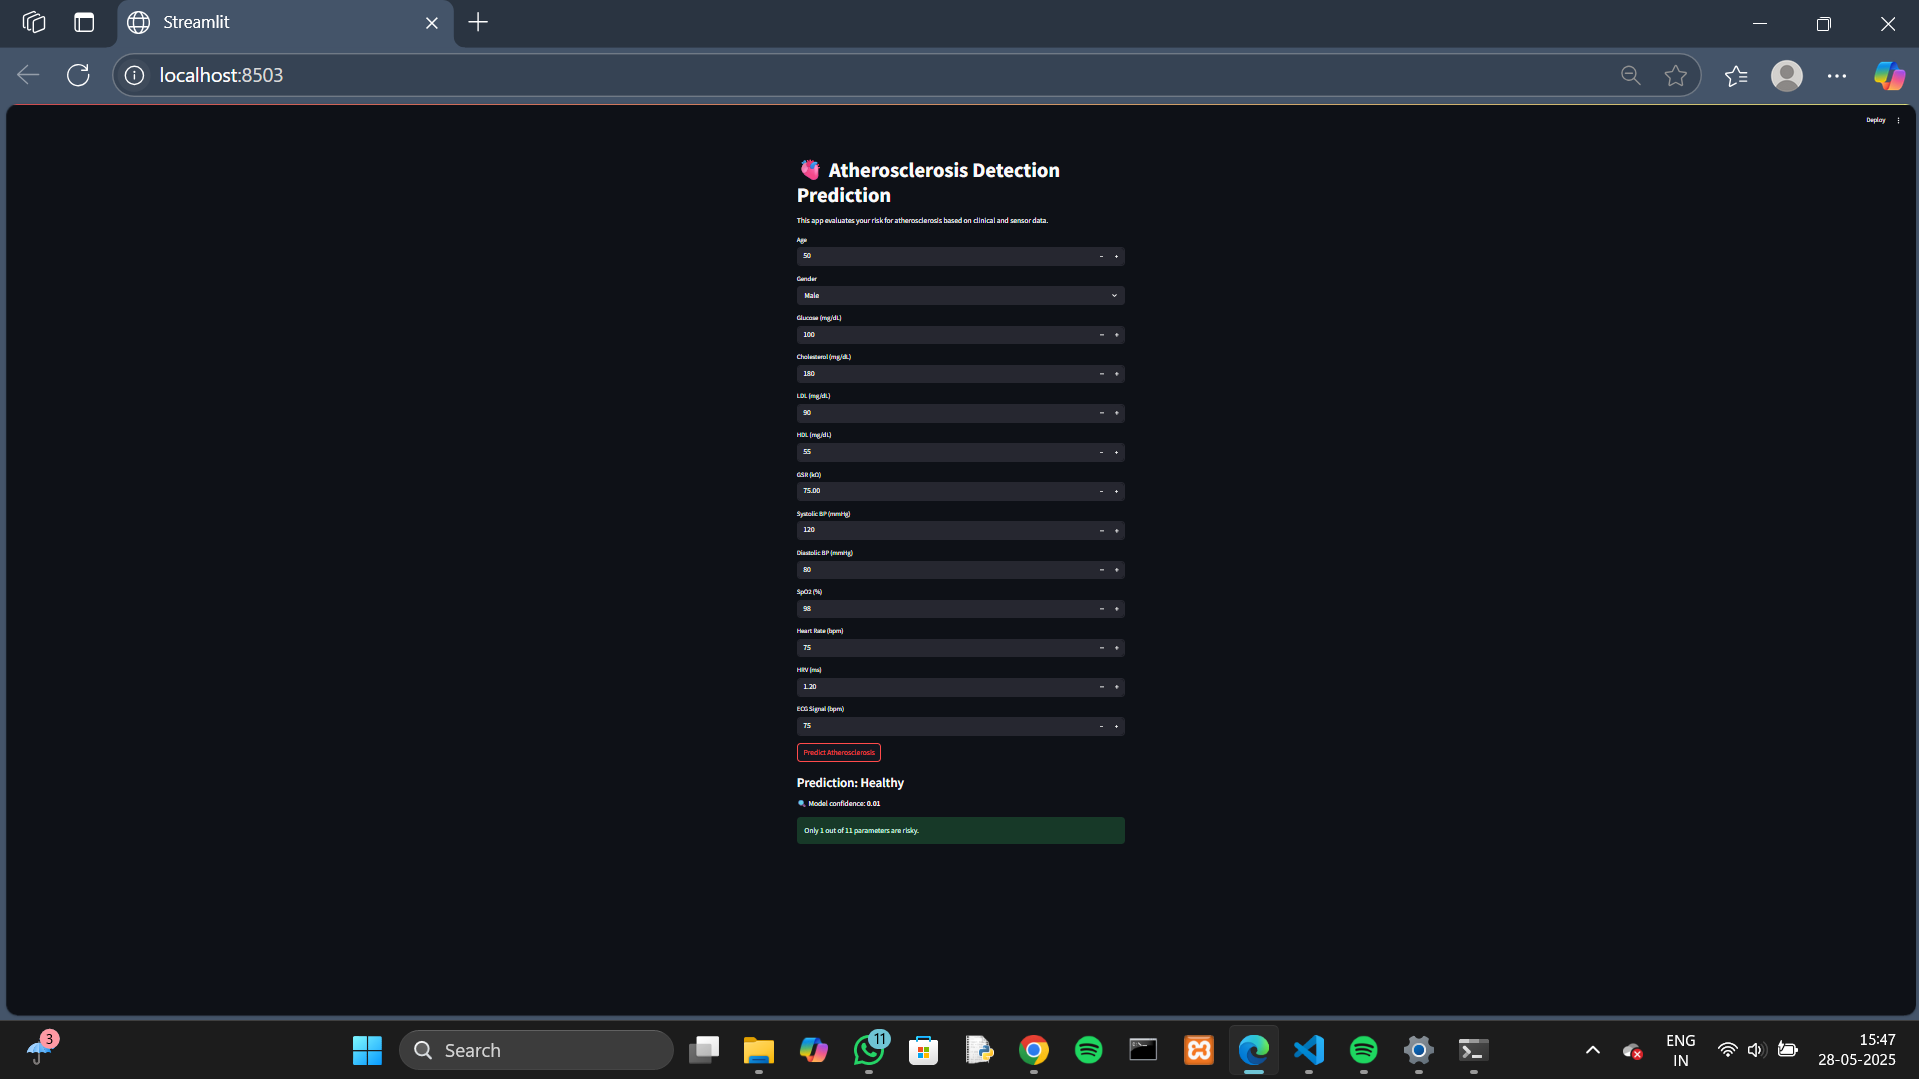 Streamlit
localhost:8503
Deploy
Atherosclerosis Detection
Prediction
This app evaluates your risk for atherosclerosis based on clinical and sensor data.
Age
50
Gender
Male
Glucose (mg/dL)
100
Cholesterol (mg/dL)
180
LDL (mg/dL)
90
HDL (mg/dL)
55
GSR (kΩ)
75.00
Systolic BP (mmHg)
120
Diastolic BP (mmHg)
80
SpO2 (%)
98
Heart Rate (bpm)
75
HRV (ms)
1.20
ECG Signal (bpm)
75
Predict Atherosclerosis
Prediction: Healthy
Model confidence: 0.01
Only 1 out of 11 parameters are risky.
3
Search
11
ENG
IN
15:47
28-05-2025